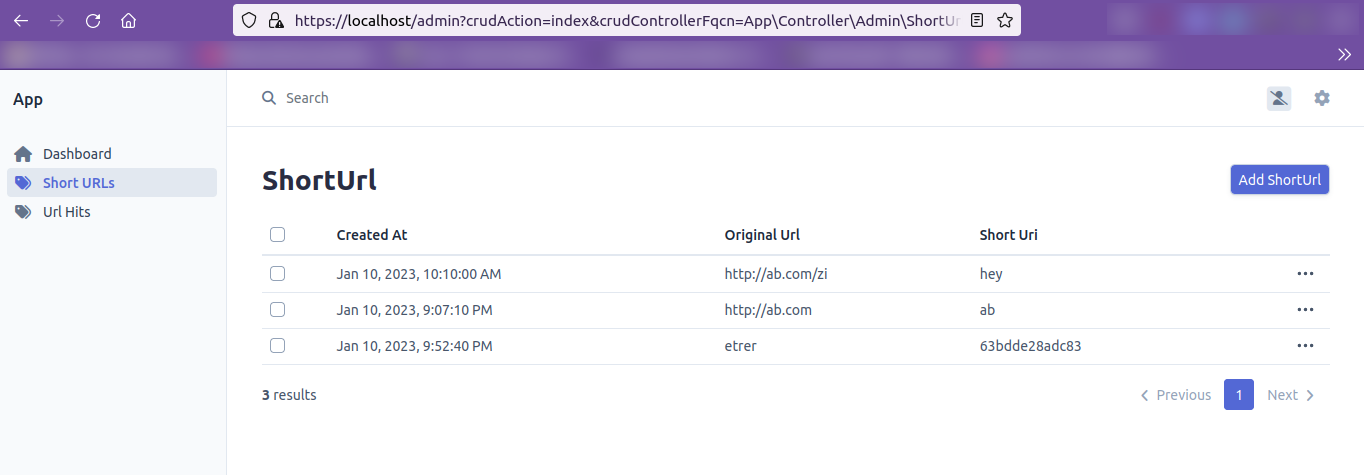 https://localhost/admin?crudAction=index&crudControllerFqcn=App\Controller\Admin\ShortUr
App
Search
Dashboard
Short URLs
Url Hits
ShortUrl
Add ShortUrl
Created At Original Url Short Uri
Jan 10, 2023, 10:10:00 AM http://ab.com/zi hey
Jan 10, 2023, 9:07:10 PM http://ab.com ab
Jan 10, 2023, 9:52:40 PM etrer 63bdde28adc83
3 results
Previous 1 Next